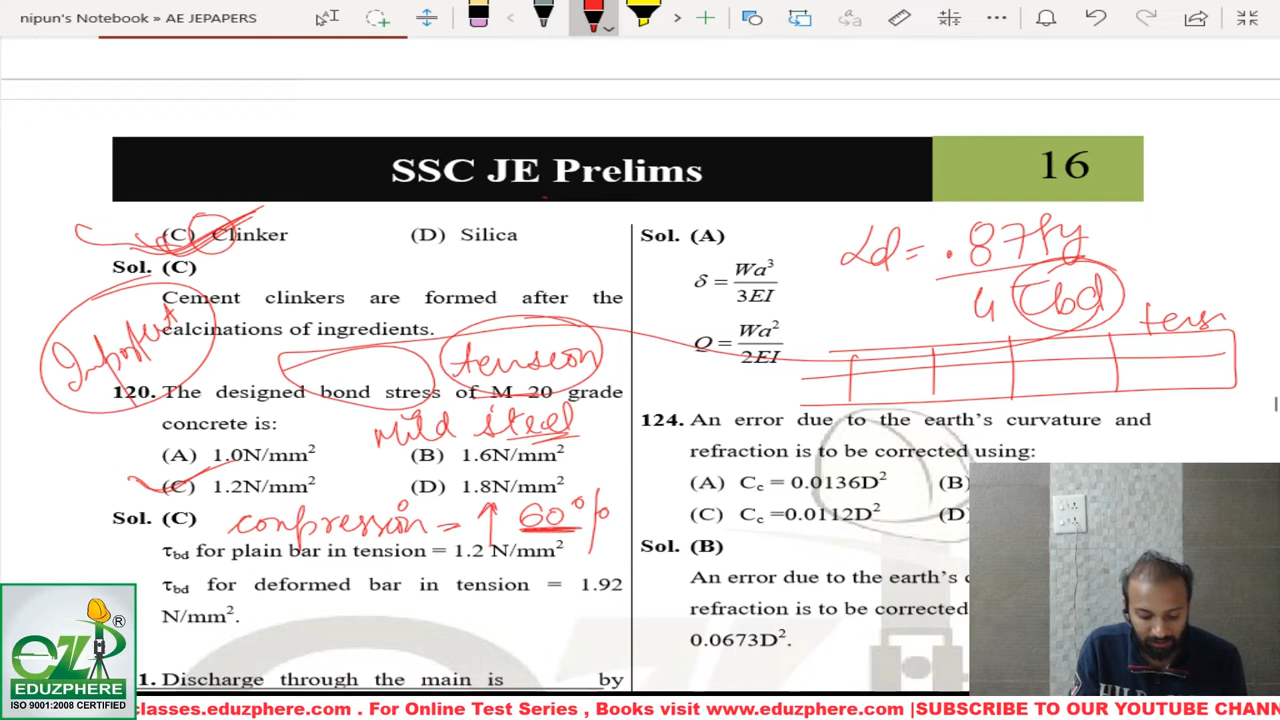 nipun's Notebook » AE JEPAPERS
SSC JE Prelims
16
(C) Clinker (D) Silica
Sol. (C)
Cement clinkers are formed after the
calcinations of ingredients.
Important
tension
120. The designed bond stress of M 20 grade
concrete is:
mild steel
(A) 1.0N/mm² (B) 1.6N/mm²
(C) 1.2N/mm² (D) 1.8N/mm²
Sol. (C)
compression = ↑ 60%
τbd for plain bar in tension = 1.2 N/mm²
τbd for deformed bar in tension = 1.92
N/mm².
1. Discharge through the main is by
Sol. (A)
δ = Wa³/3EI
Q = Wa²/2EI
Ld = .87fy
4 τbd
tens
124. An error due to the earth's curvature and
refraction is to be corrected using:
(A) Cc = 0.0136D² (B)
(C) Cc =0.0112D² (D)
Sol. (B)
An error due to the earth's c
refraction is to be corrected
0.0673D².
EZP
®
EDUZPHERE
ISO 9001:2008 CERTIFIED
classes.eduzphere.com . For Online Test Series , Books visit www.eduzphere.com |SUBSCRIBE TO OUR YOUTUBE CHANN